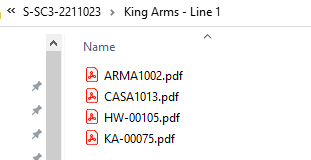 « S-SC3-2211023 > King Arms - Line 1
Name
ARMA1002.pdf
CASA1013.pdf
HW-00105.pdf
KA-00075.pdf